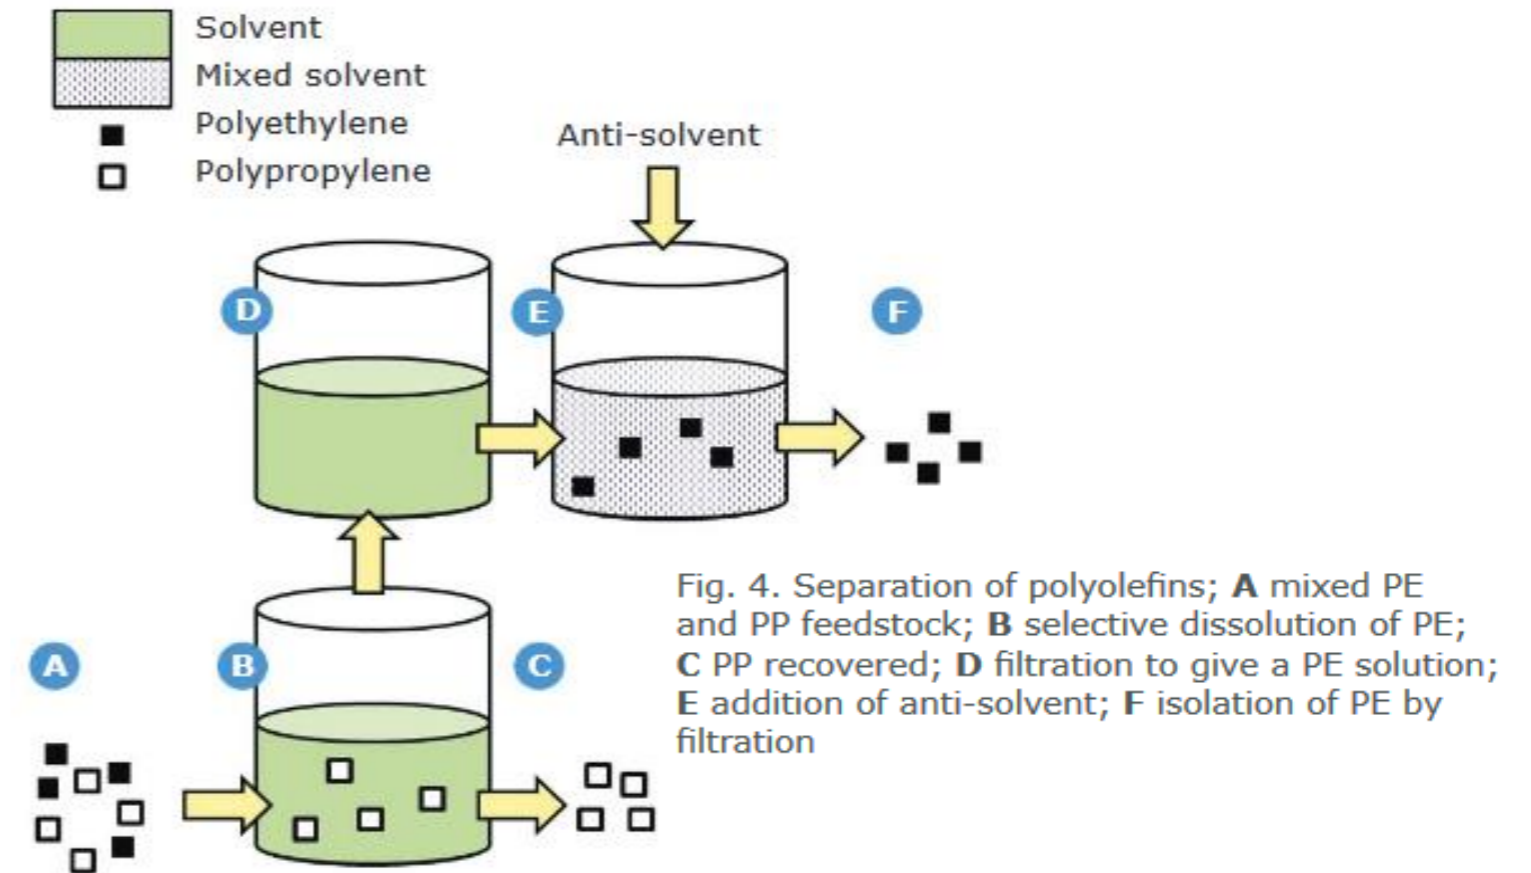 Solvent
Mixed solvent
Polyethylene
Polypropylene
Anti-solvent
D
E
F
A
B
C
Fig. 4. Separation of polyolefins; A mixed PE
and PP feedstock; B selective dissolution of PE;
C PP recovered; D filtration to give a PE solution;
E addition of anti-solvent; F isolation of PE by
filtration